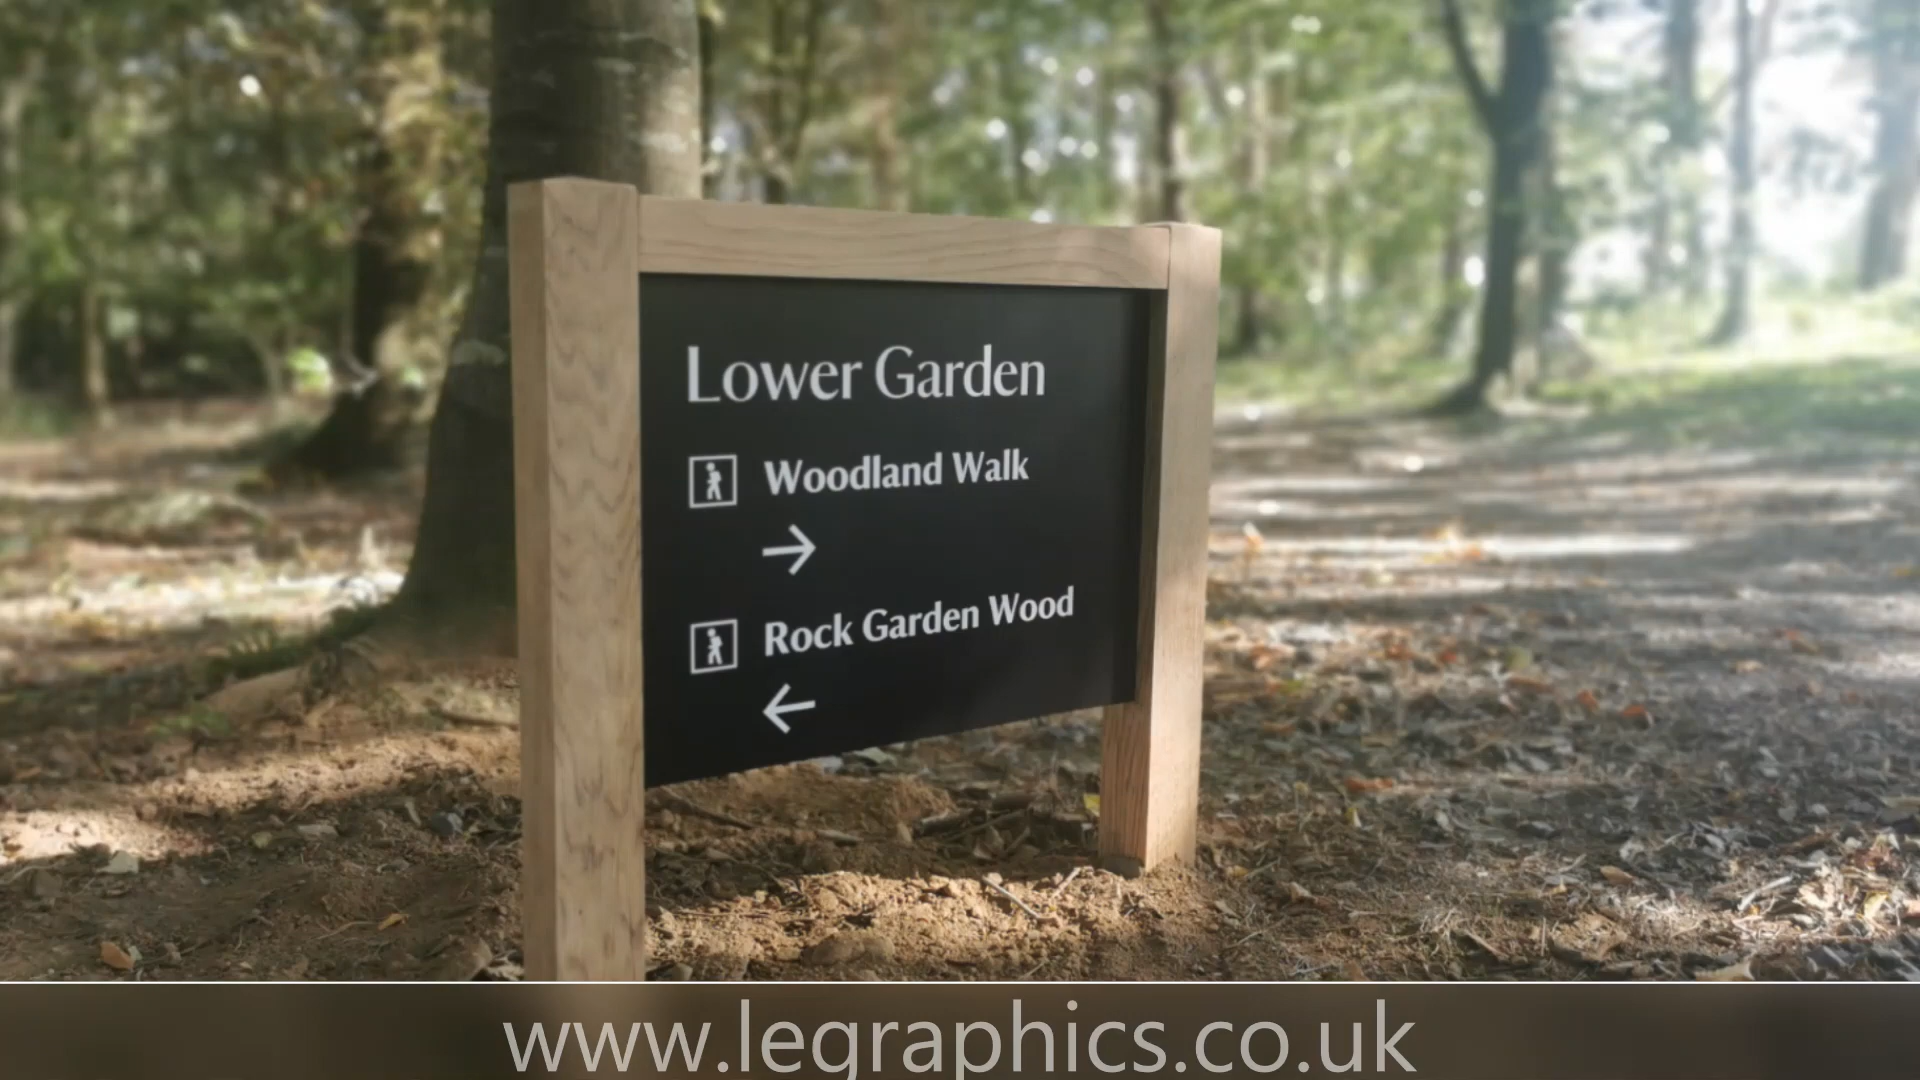 Lower Garden
Woodland Walk
→
Rock Garden Wood
←
www.legraphics.co.uk